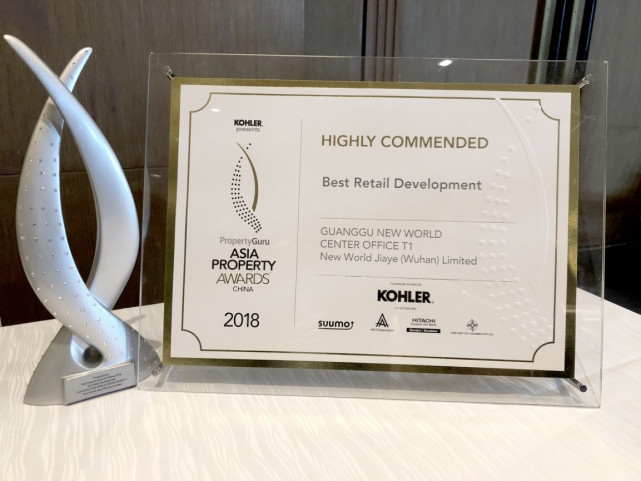 KOHLER
presents
PropertyGuru
ASIA
PROPERTY
AWARDS
CHINA
2018
HIGHLY COMMENDED
Best Retail Development
GUANGGU NEW WORLD
CENTER OFFICE T1
New World Jiaye (Wuhan) Limited
KOHLER
suumo
HITACHI